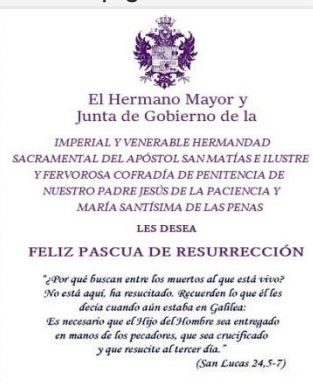 El Hermano Mayor y
Junta de Gobierno de la
IMPERIAL Y VENERABLE HERMANDAD
SACRAMENTAL DEL APÓSTOL SAN MATÍAS E ILUSTRE
Y FERVOROSA COFRADÍA DE PENITENCIA DE
NUESTRO PADRE JESÚS DE LA PACIENCIA Y
MARÍA SANTÍSIMA DE LAS PENAS
LES DESEA
FELIZ PASCUA DE RESURRECCIÓN
“¿Por qué buscan entre los muertos al que está vivo?
No está aquí, ha resucitado. Recuerden lo que él les
decía cuando aún estaba en Galilea:
Es necesario que el Hijo del Hombre sea entregado
en manos de los pecadores, que sea crucificado
y que resucite al tercer día.”
(San Lucas 24,5-7)